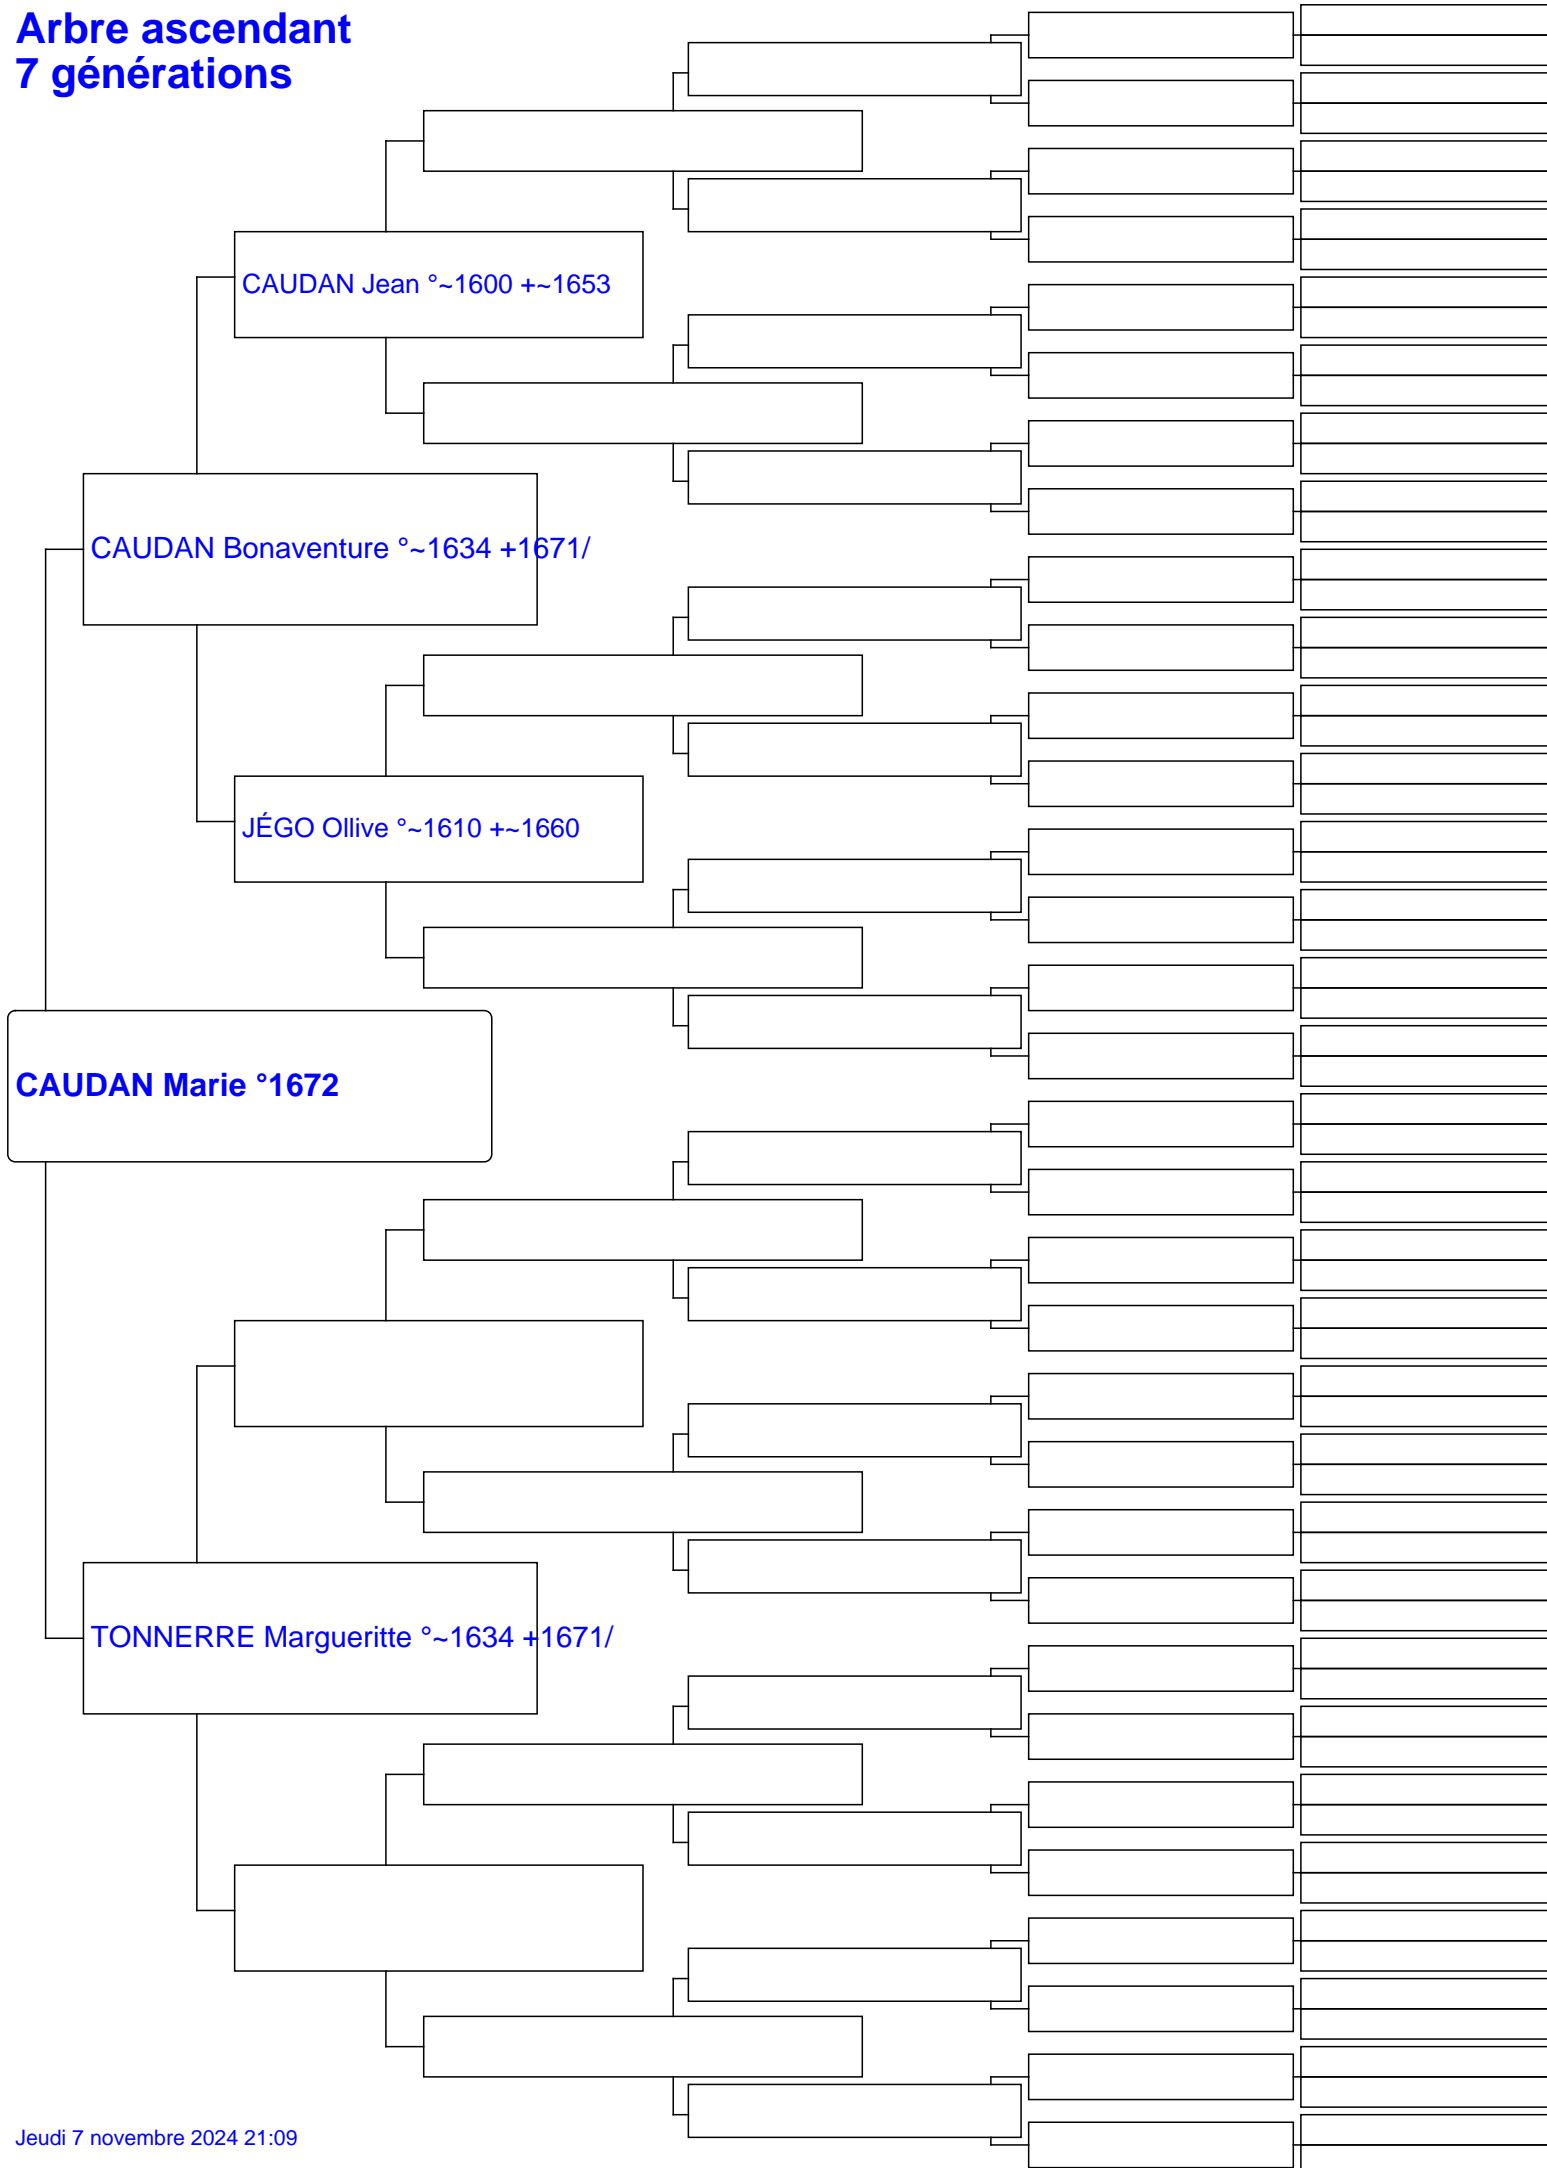 Arbre ascendant
7 générations
CAUDAN Jean °~1600 +~1653
CAUDAN Bonaventure °~1634 +1671/
JÉGO Ollive °~1610 +~1660
CAUDAN Marie °1672
TONNERRE Margueritte °~1634 +1671/
Jeudi 7 novembre 2024 21:09